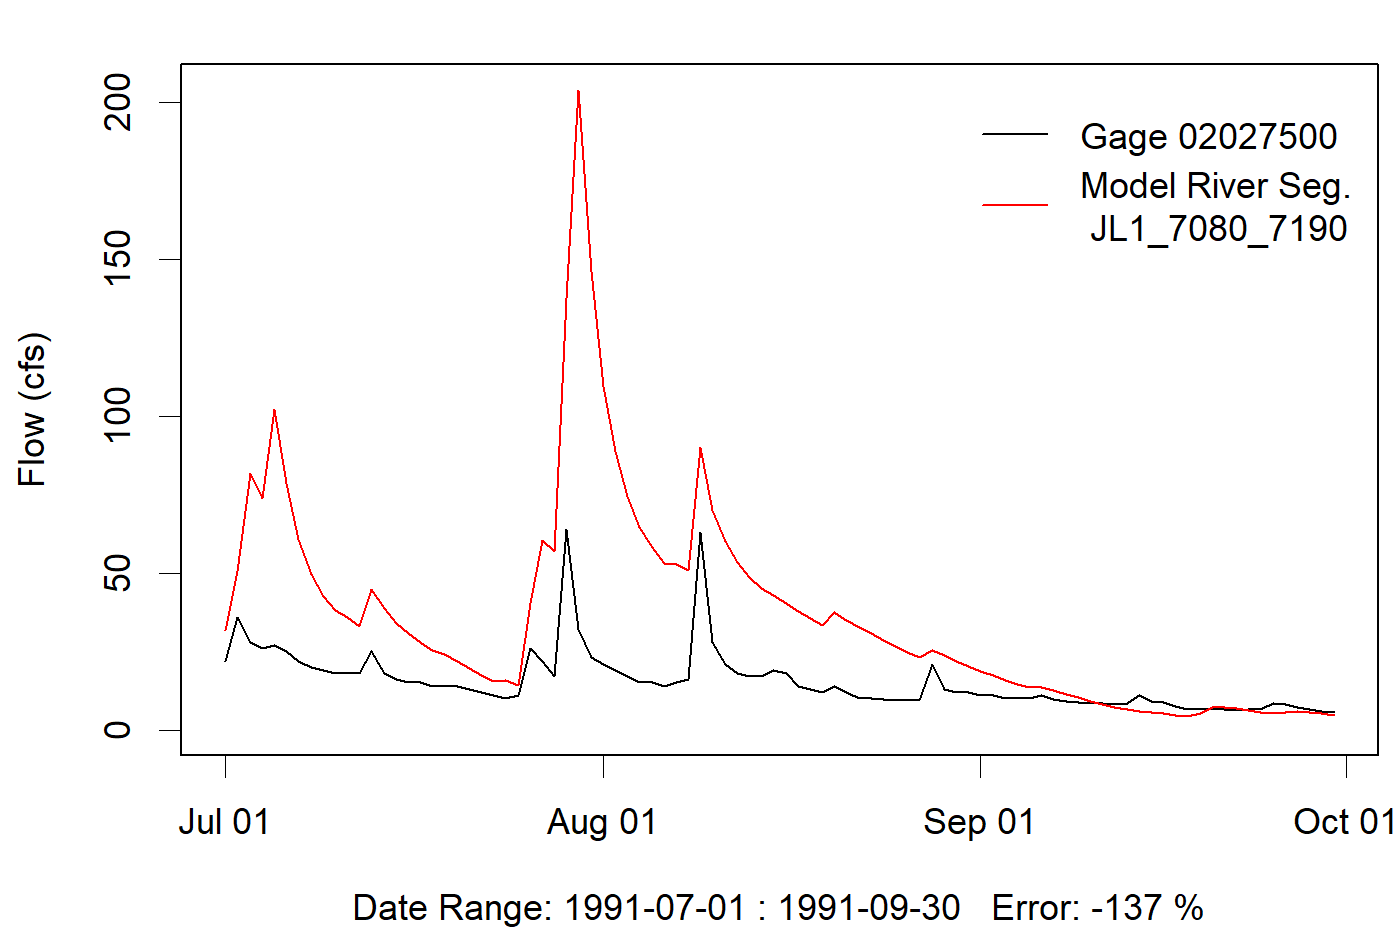 200
150
100
50
0
Flow (cfs)
Gage 02027500
Model River Seg.
JL1_7080_7190
Jul 01
Aug 01
Sep 01
Oct 01
Date Range: 1991-07-01 : 1991-09-30 Error: -137 %